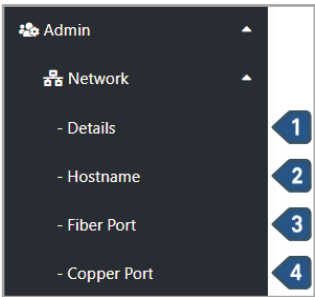 Admin
Network
- Details 1
- Hostname 2
- Fiber Port 3
- Copper Port 4